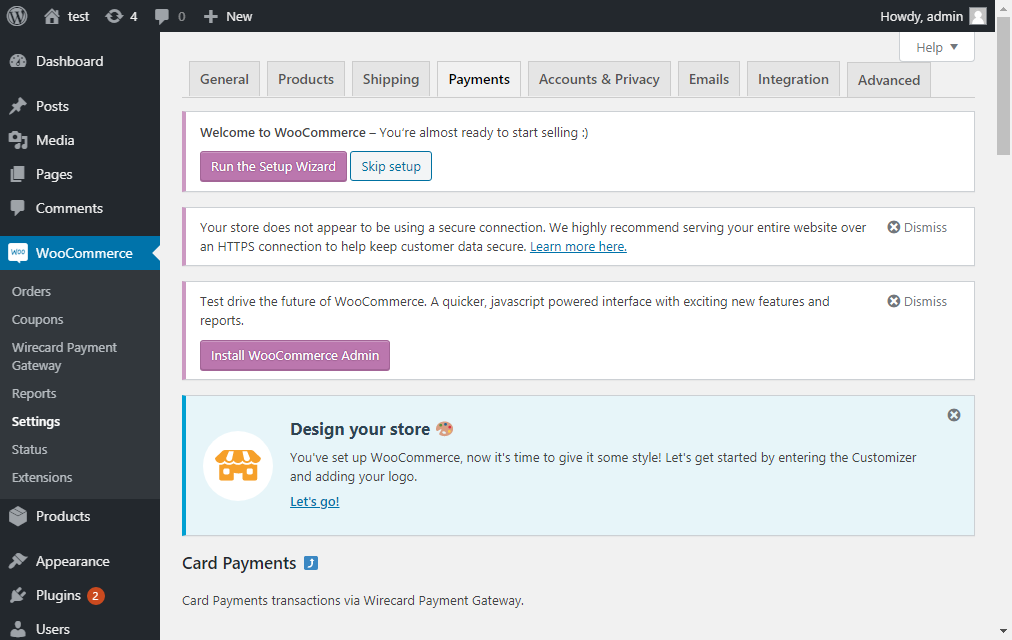 test 4 0 New Howdy, admin
Help
Dashboard
Posts
Media
Pages
Comments
WOO WooCommerce
Orders
Coupons
Wirecard Payment
Gateway
Reports
Settings
Status
Extensions
Products
Appearance
Plugins 2
Users
General Products Shipping Payments Accounts & Privacy Emails Integration Advanced
Welcome to WooCommerce – You're almost ready to start selling :)
Run the Setup Wizard Skip setup
Your store does not appear to be using a secure connection. We highly recommend serving your entire website over
an HTTPS connection to help keep customer data secure. Learn more here.
Dismiss
Test drive the future of WooCommerce. A quicker, javascript powered interface with exciting new features and
reports.
Dismiss
Install WooCommerce Admin
Design your store 🎨
You've set up WooCommerce, now it's time to give it some style! Let's get started by entering the Customizer
and adding your logo.
Let's go!
Card Payments ⤴
Card Payments transactions via Wirecard Payment Gateway.